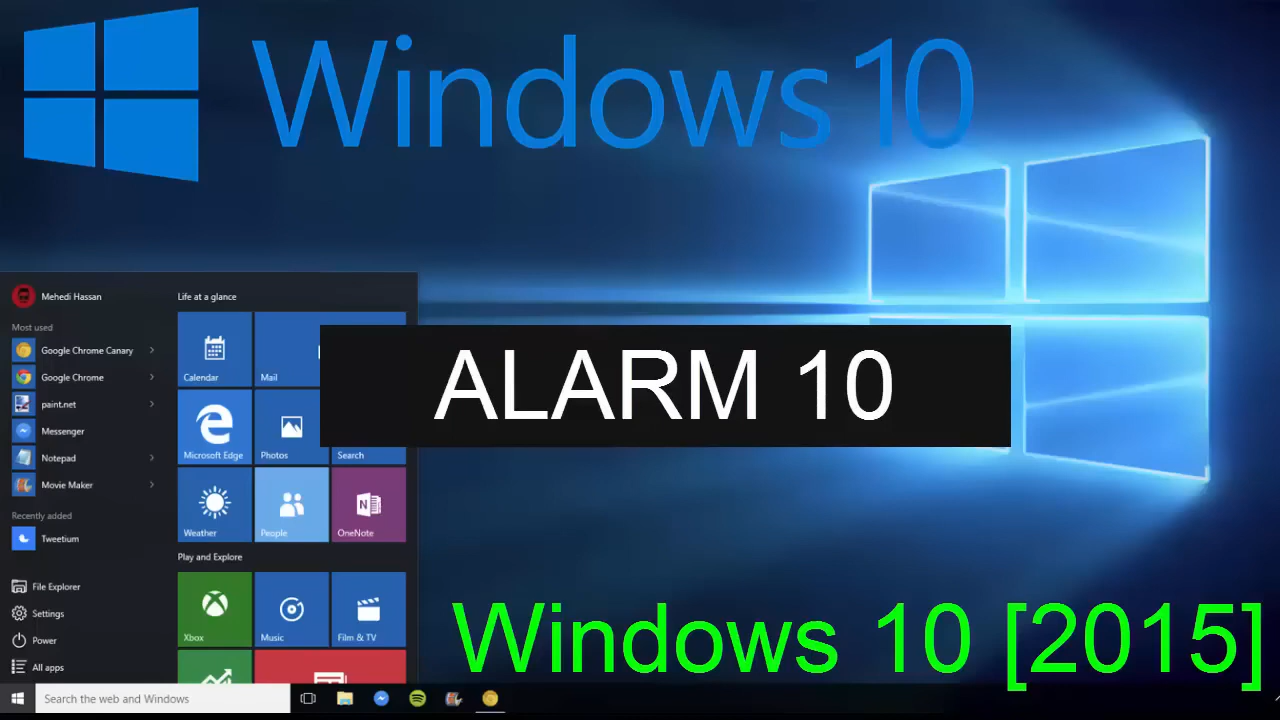 Windows 10
Mehedi Hassan
Life at a glance
Most used
Google Chrome Canary
Calendar
Mail
Google Chrome
ALARM 10
paint.net
Messenger
Microsoft Edge
Photos
Search
Notepad
Movie Maker
Recently added
Weather
People
OneNote
Tweetium
Play and Explore
File Explorer
Settings
Xbox
Music
Film & TV
Power
All apps
Windows 10 [2015]
Search the web and Windows